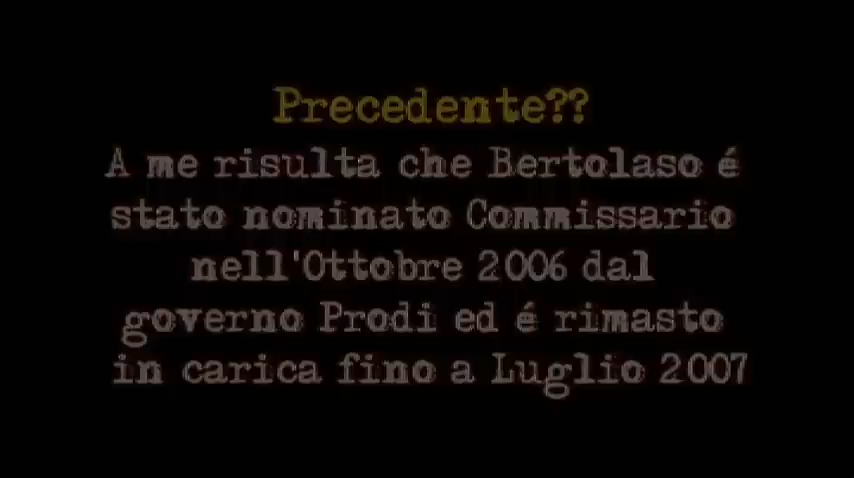 Precedente??
A me risulta che Bertolaso é
stato nominato Commissario
nell'Ottobre 2006 dal
governo Prodi ed é rimasto
in carica fino a Luglio 2007